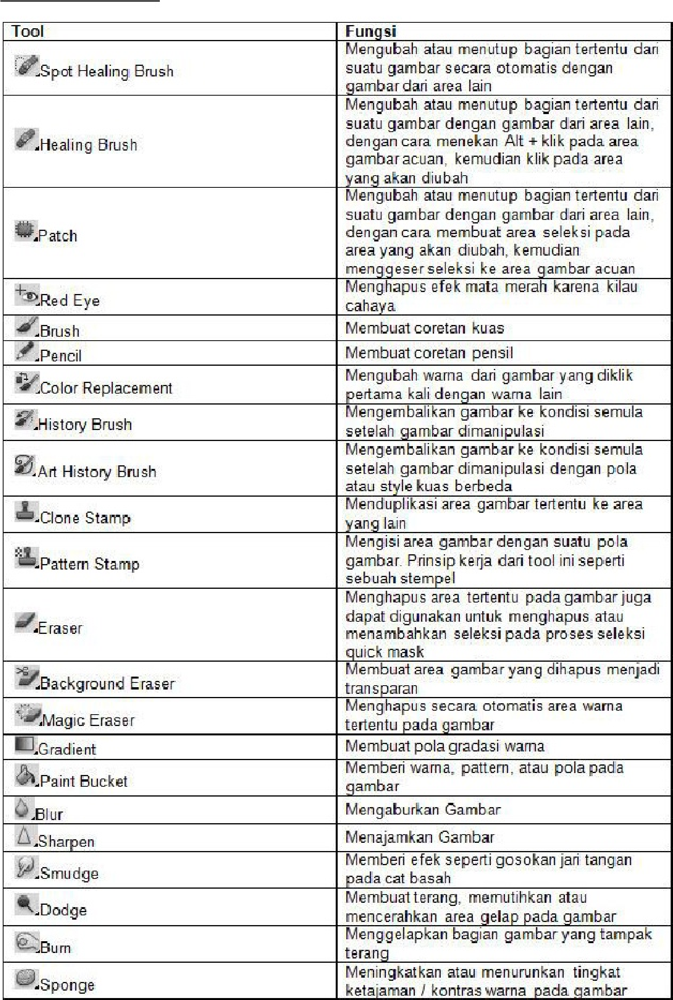 Tool
Fungsi
Spot Healing Brush
Mengubah atau menutup bagian tertentu dari
suatu gambar secara otomatis dengan
gambar dari area lain
Healing Brush
Mengubah atau menutup bagian tertentu dari
suatu gambar dengan gambar dari area lain,
dengan cara menekan Alt + klik pada area
gambar acuan, kemudian klik pada area
yang akan diubah
Patch
Mengubah atau menutup bagian tertentu dari
suatu gambar dengan gambar dari area lain,
dengan cara membuat area seleksi pada
area yang akan diubah, kemudian
menggeser seleksi ke area gambar acuan
Red Eye
Menghapus efek mata merah karena kilau
cahaya
Brush
Membuat coretan kuas
Pencil
Membuat coretan pensil
Color Replacement
Mengubah warna dari gambar yang diklik
pertama kali dengan warna lain
History Brush
Mengembalikan gambar ke kondisi semula
setelah gambar dimanipulasi
Art History Brush
Mengembalikan gambar ke kondisi semula
setelah gambar dimanipulasi dengan pola
atau style kuas berbeda
Clone Stamp
Menduplikasi area gambar tertentu ke area
yang lain
Pattern Stamp
Mengisi area gambar dengan suatu pola
gambar. Prinsip kerja dari tool ini seperti
sebuah stempel
Eraser
Menghapus area tertentu pada gambar juga
dapat digunakan untuk menghapus atau
menambahkan seleksi pada proses seleksi
quick mask
Background Eraser
Membuat area gambar yang dihapus menjadi
transparan
Magic Eraser
Menghapus secara otomatis area warna
tertentu pada gambar
Gradient
Membuat pola gradasi warna
Paint Bucket
Memberi warna, pattern, atau pola pada
gambar
Blur
Mengaburkan Gambar
Sharpen
Menajamkan Gambar
Smudge
Memberi efek seperti gosokan jari tangan
pada cat basah
Dodge
Membuat terang, memutihkan atau
mencerahkan area gelap pada gambar
Burn
Menggelapkan bagian gambar yang tampak
terang
Sponge
Meningkatkan atau menurunkan tingkat
ketajaman / kontras warna pada gambar